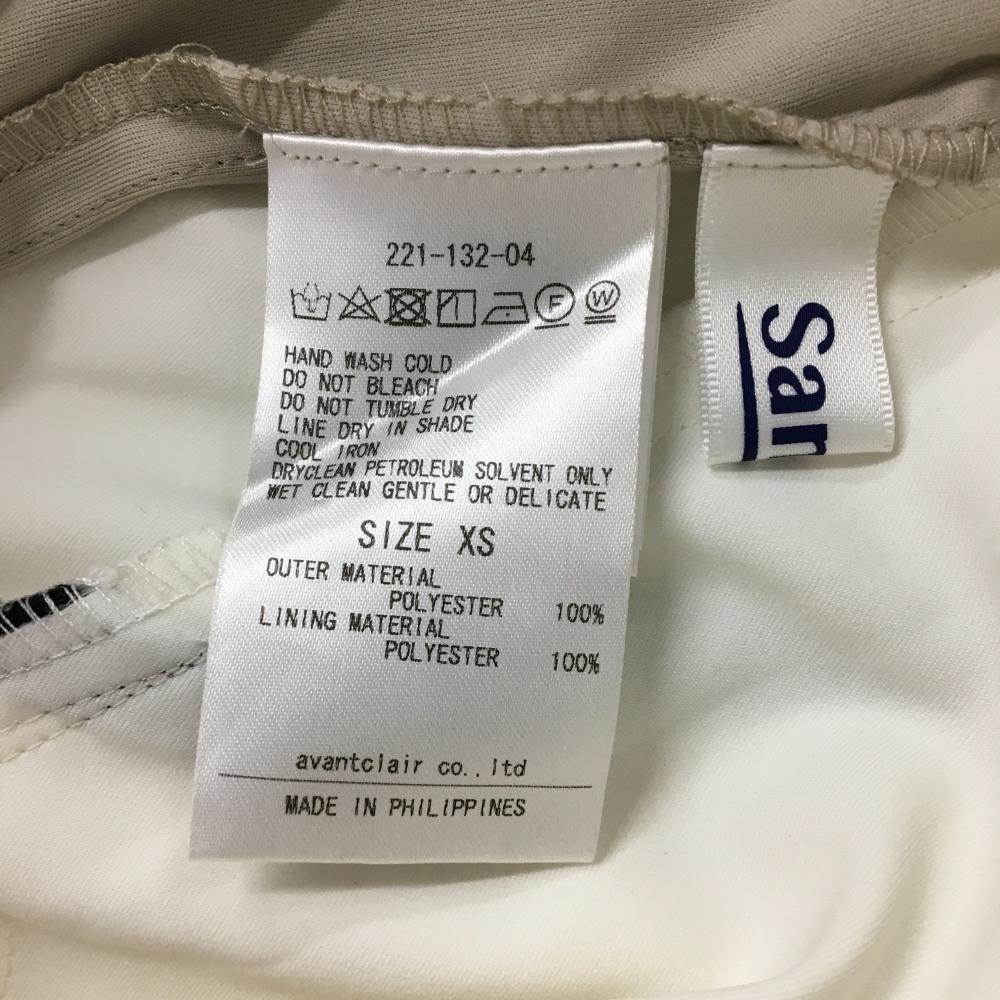 221-132-04
HAND WASH COLD
DO NOT BLEACH
DO NOT TUMBLE DRY
LINE DRY IN SHADE
COOL IRON
DRYCLEAN PETROLEUM SOLVENT ONLY
WET CLEAN GENTLE OR DELICATE
SIZE XS
OUTER MATERIAL
POLYESTER 100%
LINING MATERIAL
POLYESTER 100%
avantclair co.,ltd
MADE IN PHILIPPINES
San